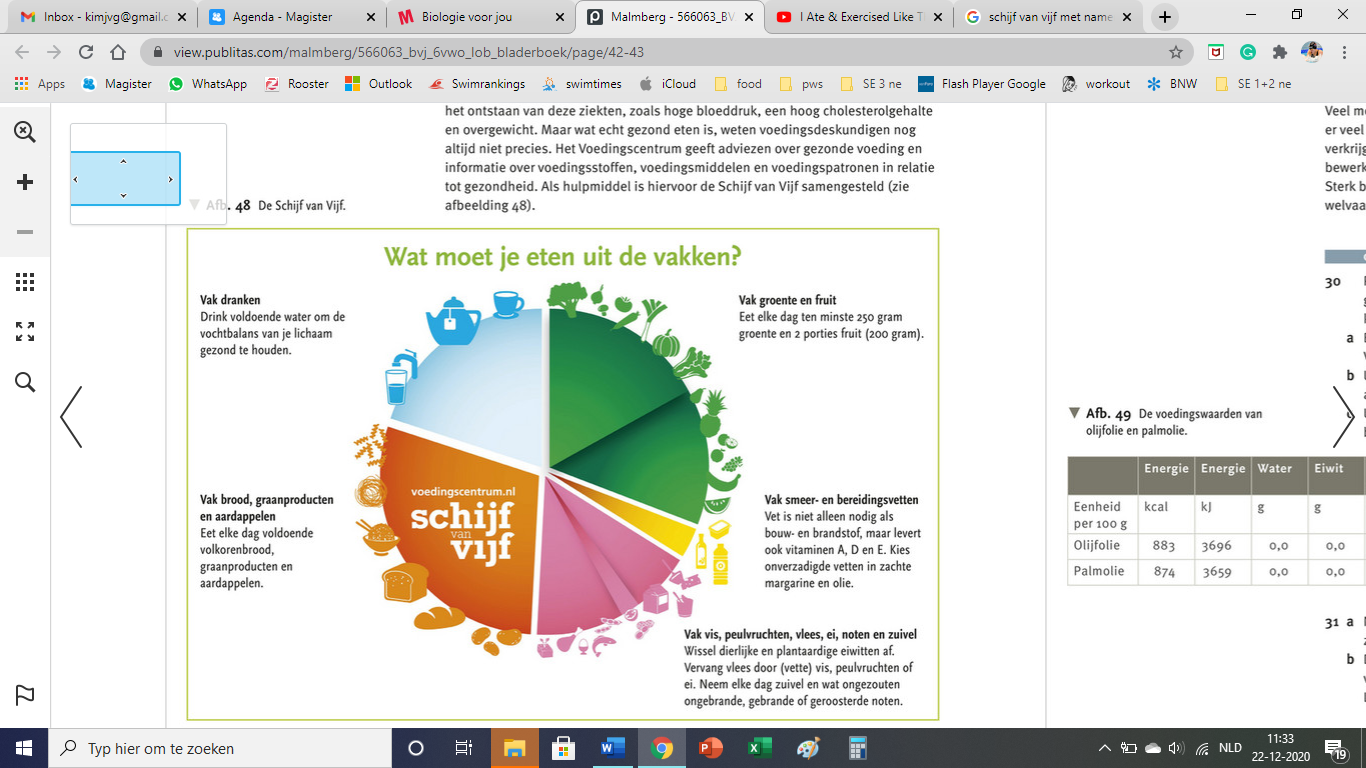 Inbox - kimjvg@gmail.c
Agenda - Magister
Biologie voor jou
Malmberg - 566063_BV
I Ate & Exercised Like T
schijf van vijf met name
view.publitas.com/malmberg/566063_bvj_6vwo_lob_bladerboek/page/42-43
Apps
Magister
WhatsApp
Rooster
Outlook
Swimrankings
swimtimes
iCloud
food
pws
SE 3 ne
Flash Player Google
workout
BNW
SE 1+2 ne
het ontstaan van deze ziekten, zoals hoge bloeddruk, een hoog cholesterolgehalte
en overgewicht. Maar wat echt gezond eten is, weten voedingsdeskundigen nog
altijd niet precies. Het Voedingscentrum geeft adviezen over gezonde voeding en
informatie over voedingsstoffen, voedingsmiddelen en voedingspatronen in relatie
tot gezondheid. Als hulpmiddel is hiervoor de Schijf van Vijf samengesteld (zie
afbeelding 48).
Afb. 48 De Schijf van Vijf.
Wat moet je eten uit de vakken?
Vak dranken
Drink voldoende water om de
vochtbalans van je lichaam
gezond te houden.
Vak groente en fruit
Eet elke dag ten minste 250 gram
groente en 2 porties fruit (200 gram).
Vak brood, graanproducten
en aardappelen
Eet elke dag voldoende
volkorenbrood,
graanproducten en
aardappelen.
voedingscentrum.nl
schijf
van
vijf
Vak smeer- en bereidingsvetten
Vet is niet alleen nodig als
bouw- en brandstof, maar levert
ook vitaminen A, D en E. Kies
onverzadigde vetten in zachte
margarine en olie.
Vak vis, peulvruchten, vlees, ei, noten en zuivel
Wissel dierlijke en plantaardige eiwitten af.
Vervang vlees door (vette) vis, peulvruchten of
ei. Neem elke dag zuivel en wat ongezouten
ongebrande, gebrande of geroosterde noten.
Veel m
er veel
verkrijg
bewerk
Sterk b
welvaa
30
a
b
Afb. 49 De voedingswaarden van
olijfolie en palmolie.
Energie Energie Water Eiwit
Eenheid per 100 g kcal kJ g g
Olijfolie 883 3696 0,0 0,0
Palmolie 874 3659 0,0 0,0
31 a
b
Typ hier om te zoeken
NLD
11:33
22-12-2020
19